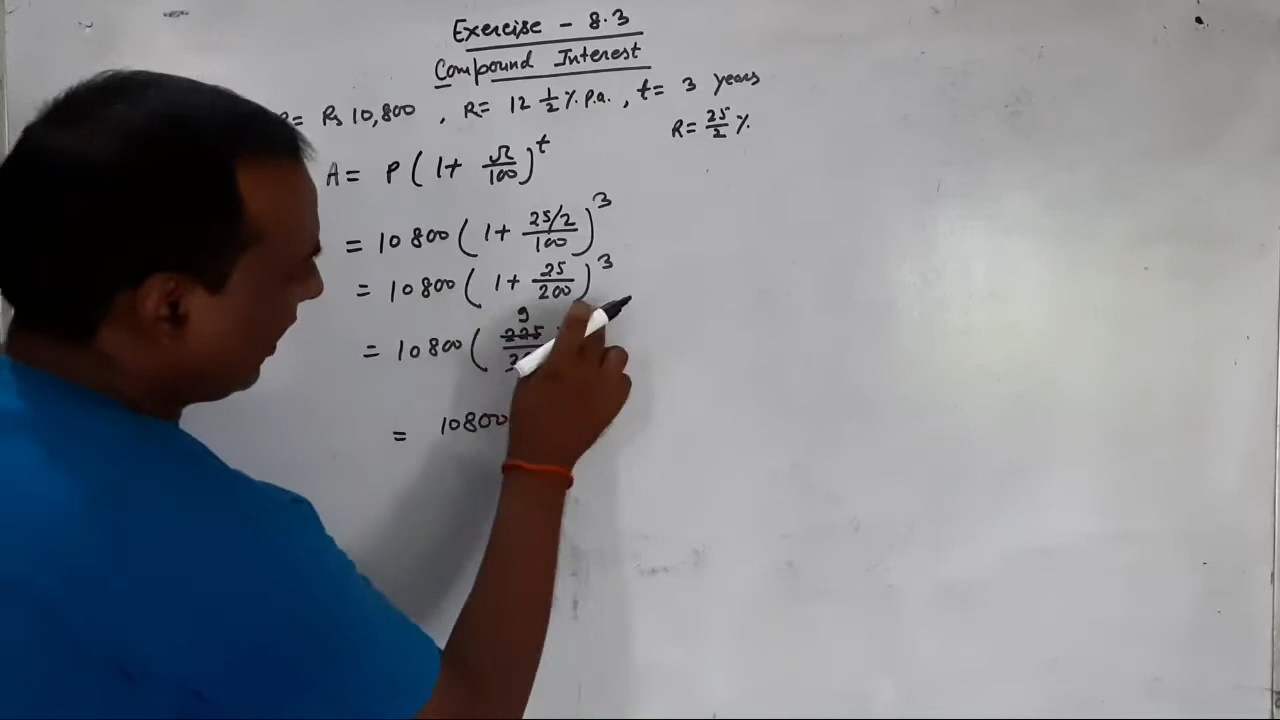 Exercise - 8.3
Compound Interest
= Rs 10,800 , R= 12 1/2 % p.a. , t= 3 years
R= 25/2 %
A= P ( 1+ r/100 )^t
= 10800 ( 1+ 25/2/100 )^3
= 10800 ( 1+ 25/200 )^3
9
= 10800 ( 225
= 10800